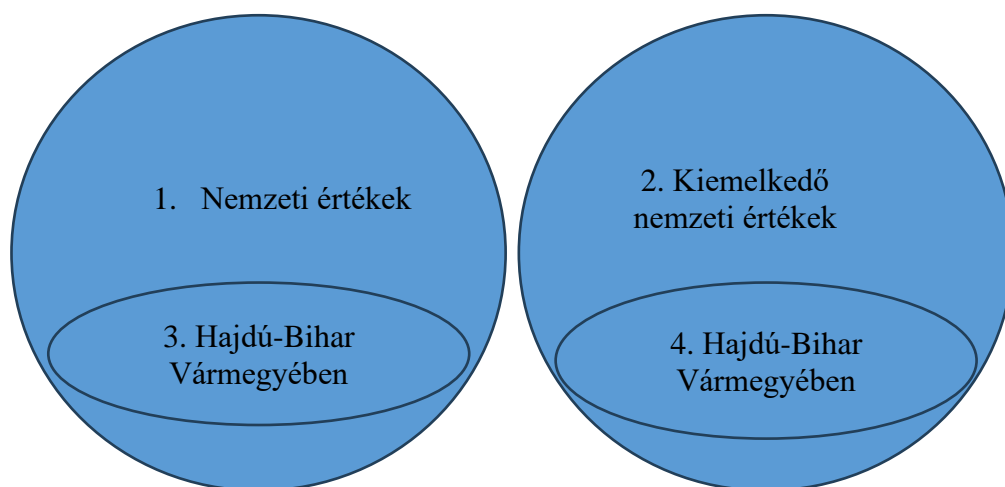 1. Nemzeti értékek
2. Kiemelkedő
nemzeti értékek
3. Hajdú-Bihar
Vármegyében
4. Hajdú-Bihar
Vármegyében